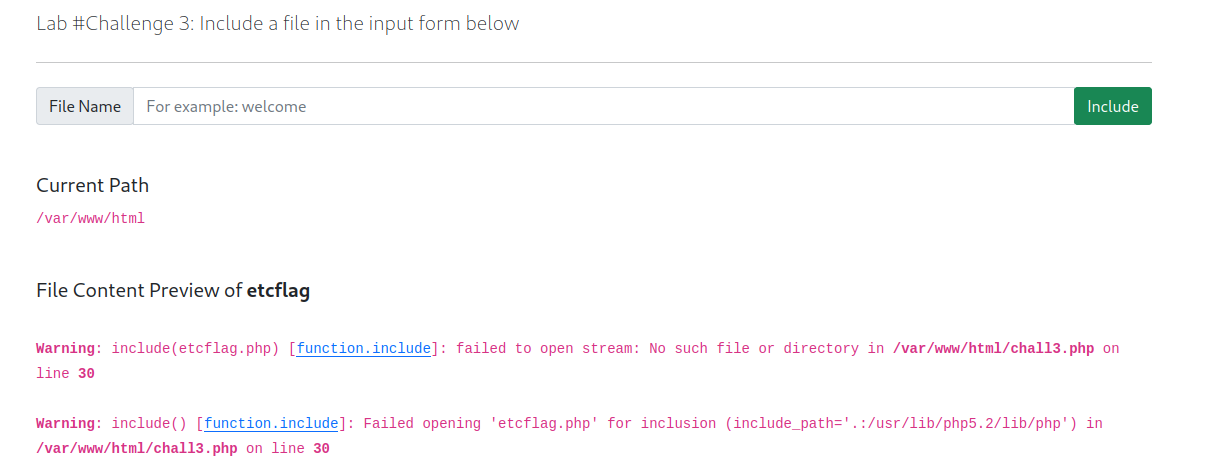 Lab #Challenge 3: Include a file in the input form below
File Name For example: welcome Include
Current Path
/var/www/html
File Content Preview of etcflag
Warning: include(etcflag.php) [function.include]: failed to open stream: No such file or directory in /var/www/html/chall3.php on
line 30
Warning: include() [function.include]: Failed opening 'etcflag.php' for inclusion (include_path='.:/usr/lib/php5.2/lib/php') in
/var/www/html/chall3.php on line 30